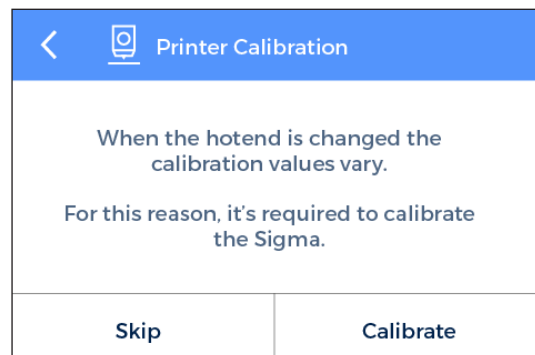 Printer Calibration
When the hotend is changed the
calibration values vary.
For this reason, it's required to calibrate
the Sigma.
Skip
Calibrate